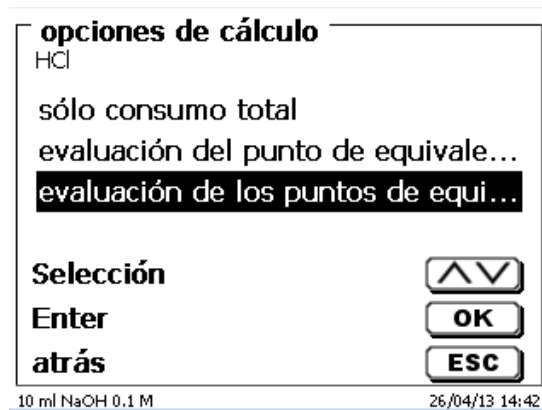 opciones de cálculo
HCl
sólo consumo total
evaluación del punto de equivale...
evaluación de los puntos de equi...
Selección
Enter OK
atrás ESC
10 ml NaOH 0.1 M 26/04/13 14:42